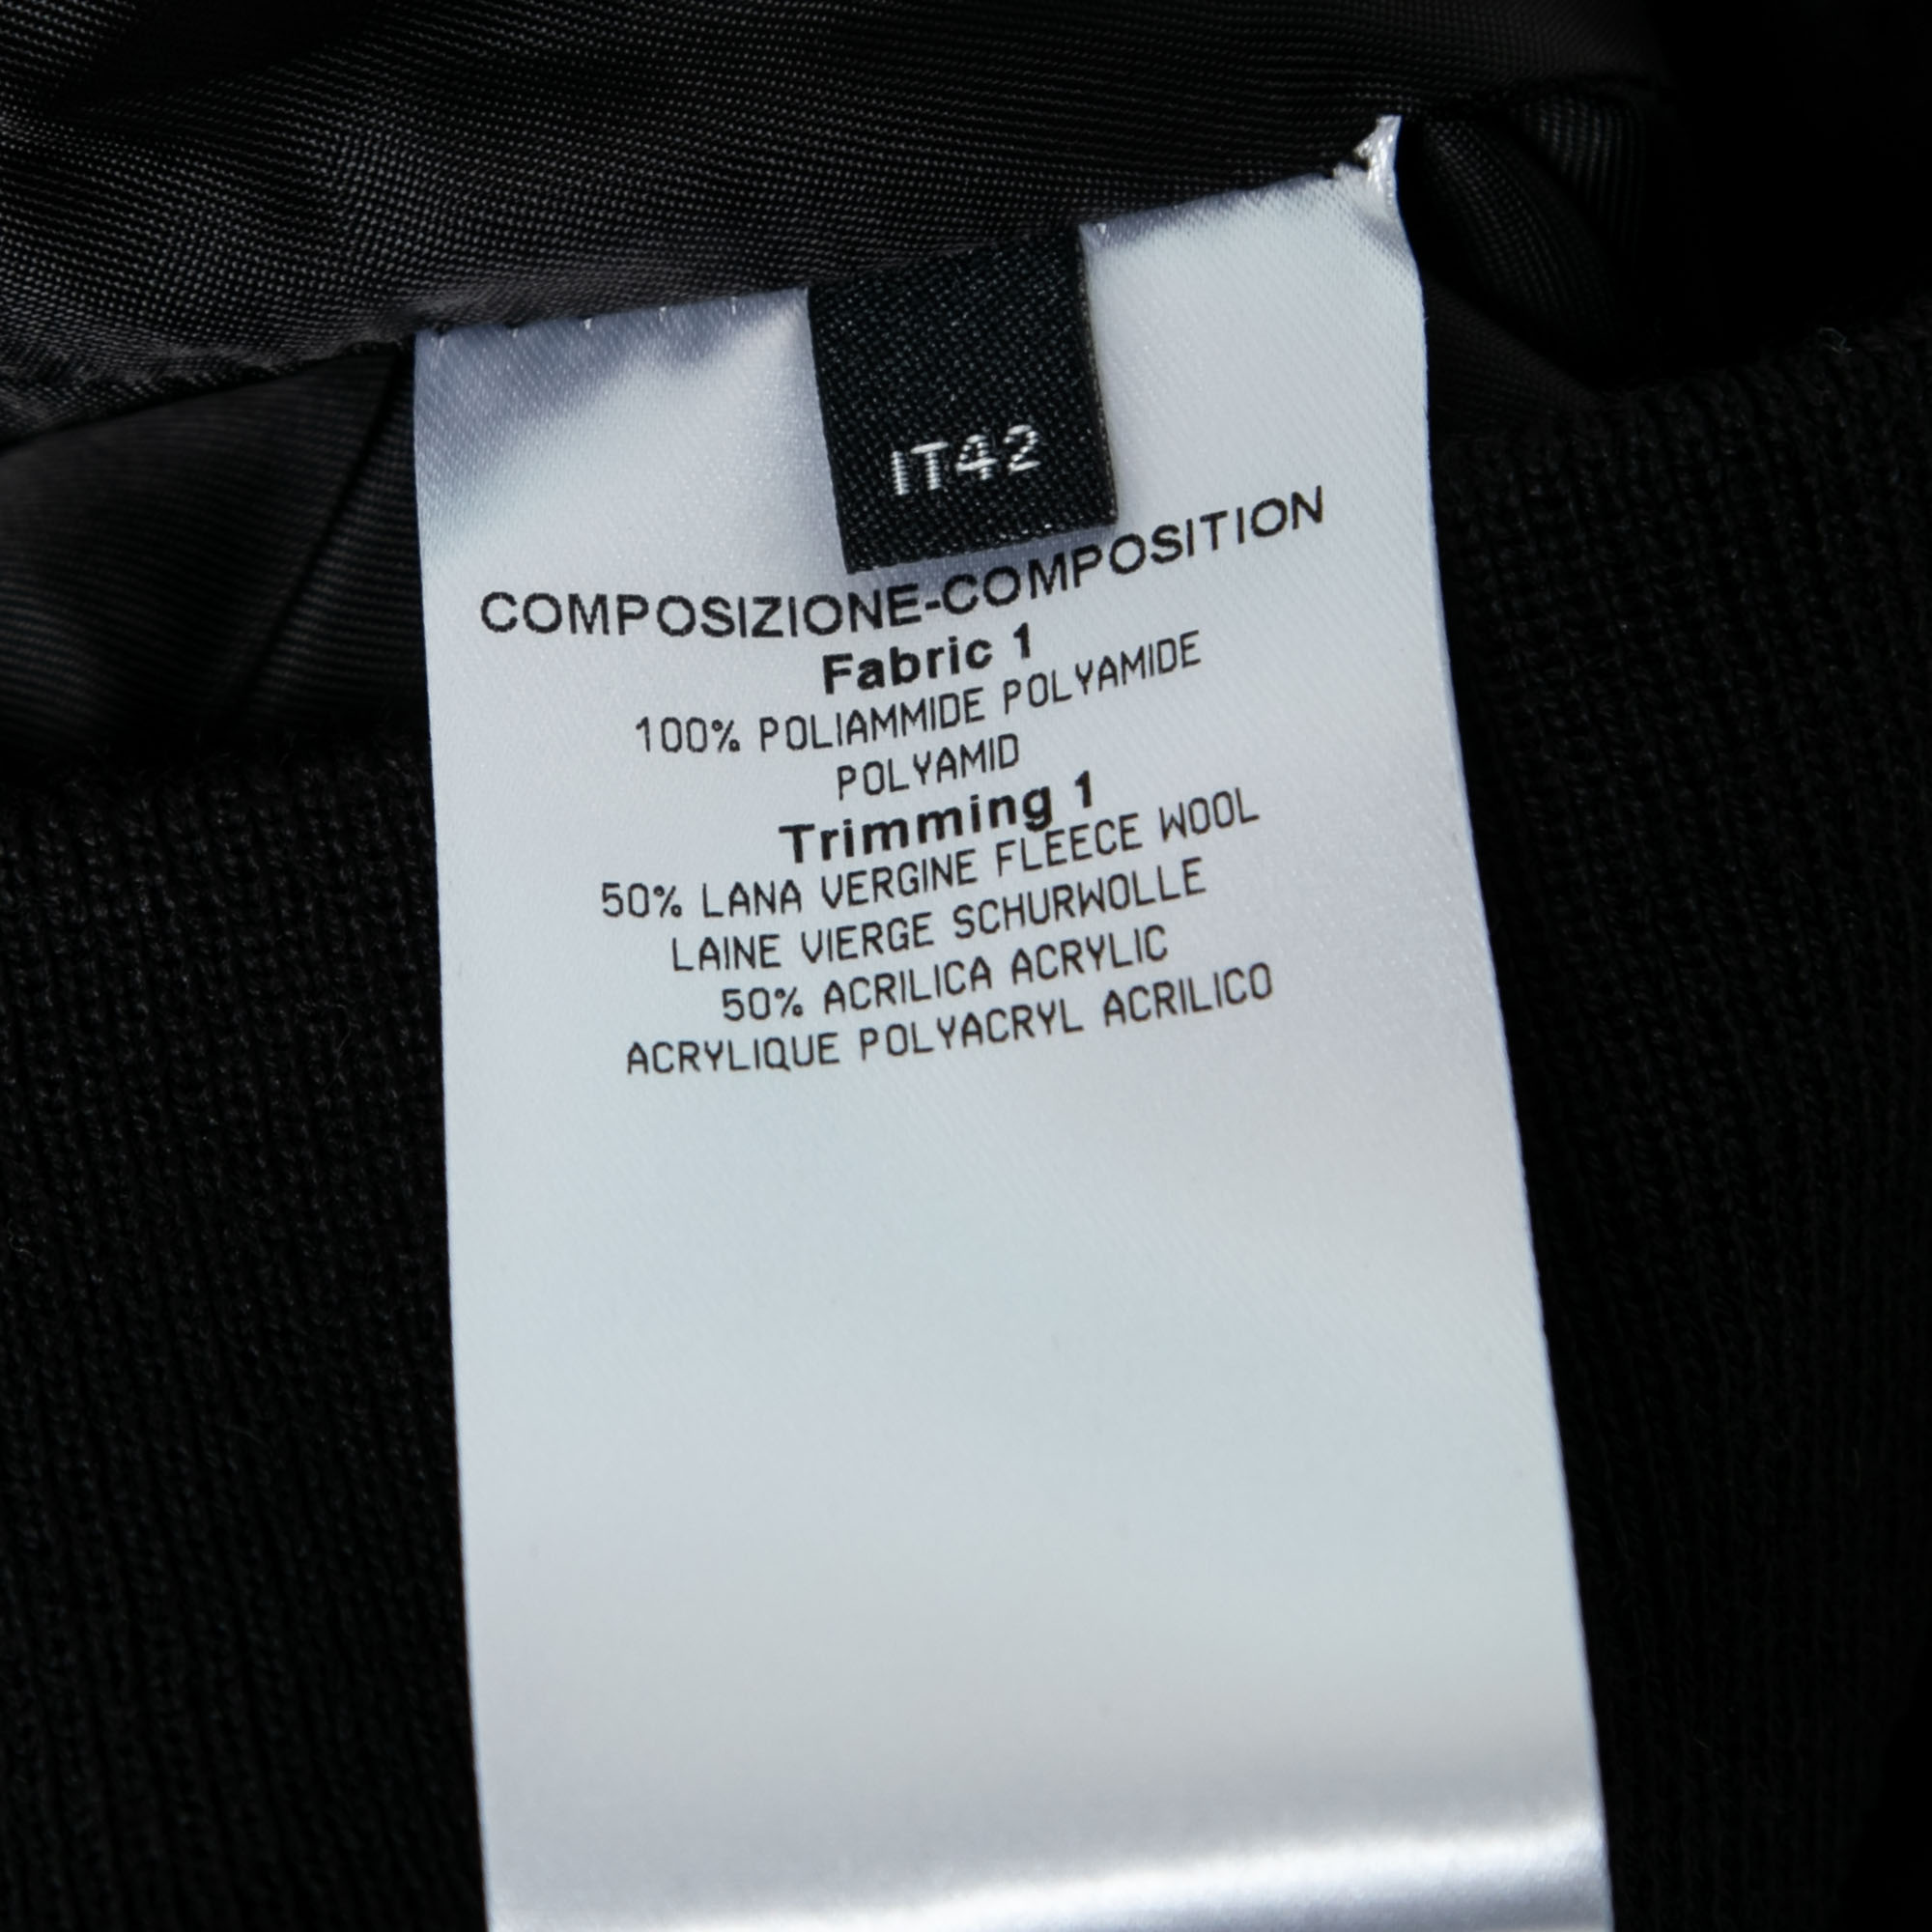 IT42
COMPOSIZIONE-COMPOSITION
Fabric 1
100% POLIAMMIDE POLYAMIDE
POLYAMID
Trimming 1
50% LANA VERGINE FLEECE WOOL
LAINE VIERGE SCHURWOLLE
50% ACRILICA ACRYLIC
ACRYLIQUE POLYACRYL ACRILICO